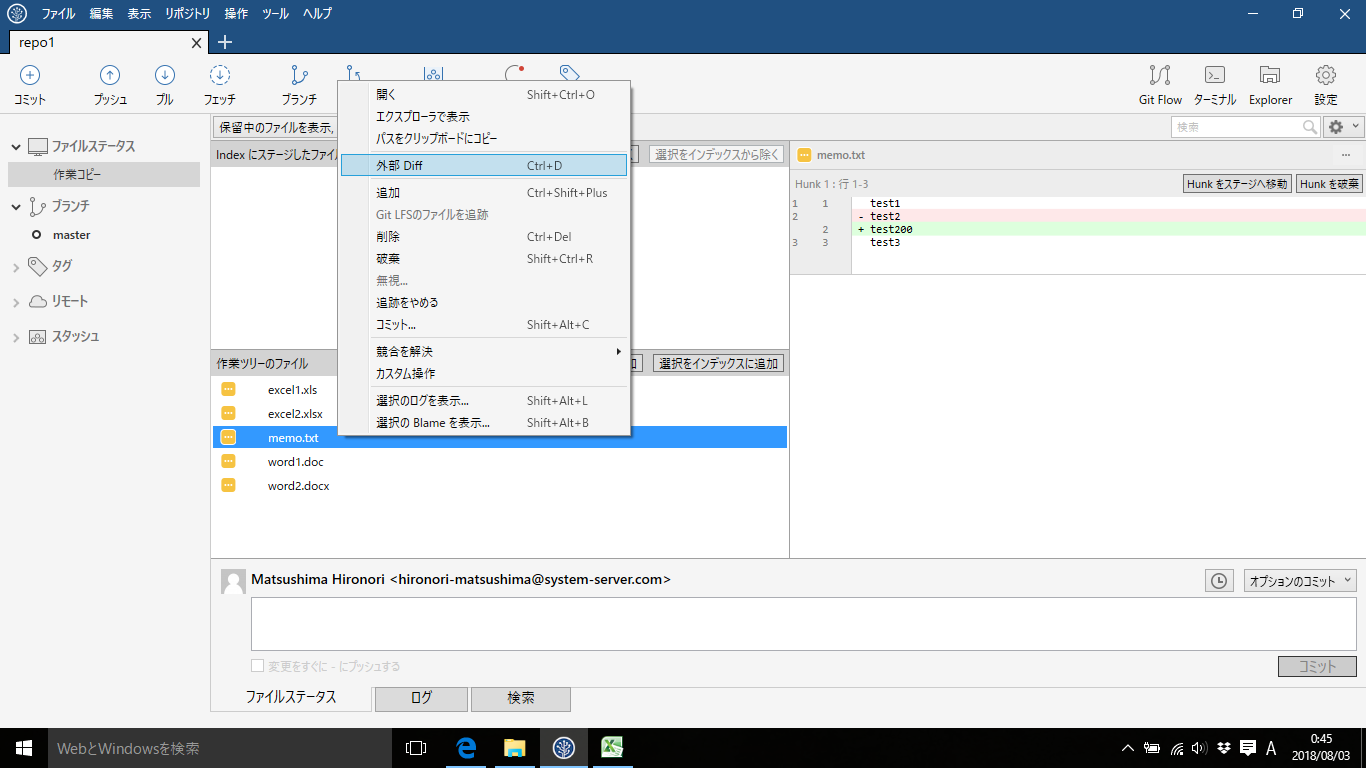 ファイル 編集 表示 リポジトリ 操作 ツール ヘルプ
repo1
コミット プッシュ プル フェッチ ブランチ Git Flow ターミナル Explorer 設定
保留中のファイルを表示, 検索
ファイルステータス
作業コピー
ブランチ
master
タグ
リモート
スタッシュ
Index にステージしたファイ 選択をインデックスから除く
開く Shift+Ctrl+O
エクスプローラで表示
パスをクリップボードにコピー
外部 Diff Ctrl+D
追加 Ctrl+Shift+Plus
Git LFSのファイルを追跡
削除 Ctrl+Del
破棄 Shift+Ctrl+R
無視...
追跡をやめる
コミット... Shift+Alt+C
競合を解決
カスタム操作
選択のログを表示... Shift+Alt+L
選択の Blame を表示... Shift+Alt+B
作業ツリーのファイル 加 選択をインデックスに追加
excel1.xls
excel2.xlsx
memo.txt
word1.doc
word2.docx
memo.txt ...
Hunk 1 : 行 1-3 Hunk をステージへ移動 Hunk を破棄
1 1 test1
2 - test2
2 + test200
3 3 test3
Matsushima Hironori <hironori-matsushima@system-server.com>
オプションのコミット
変更をすぐに - にプッシュする
コミット
ファイルステータス ログ 検索
WebとWindowsを検索
A
0:45
2018/08/03